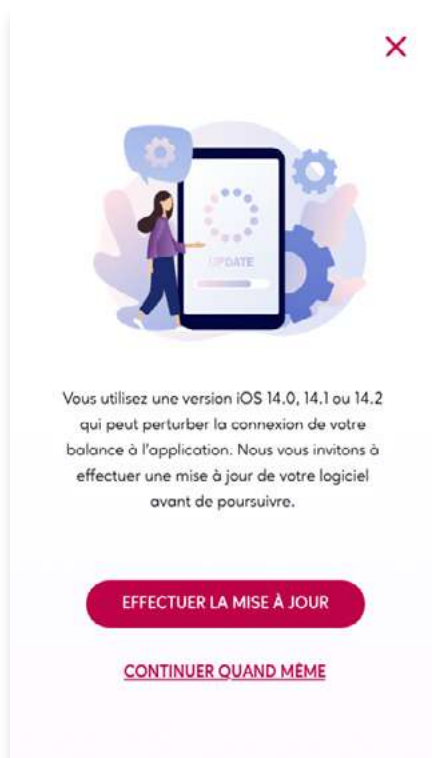 UPDATE
Vous utilisez une version iOS 14.0, 14.1 ou 14.2
qui peut perturber la connexion de votre
balance à l'application. Nous vous invitons à
effectuer une mise à jour de votre logiciel
avant de poursuivre.
EFFECTUER LA MISE À JOUR
CONTINUER QUAND MÊME